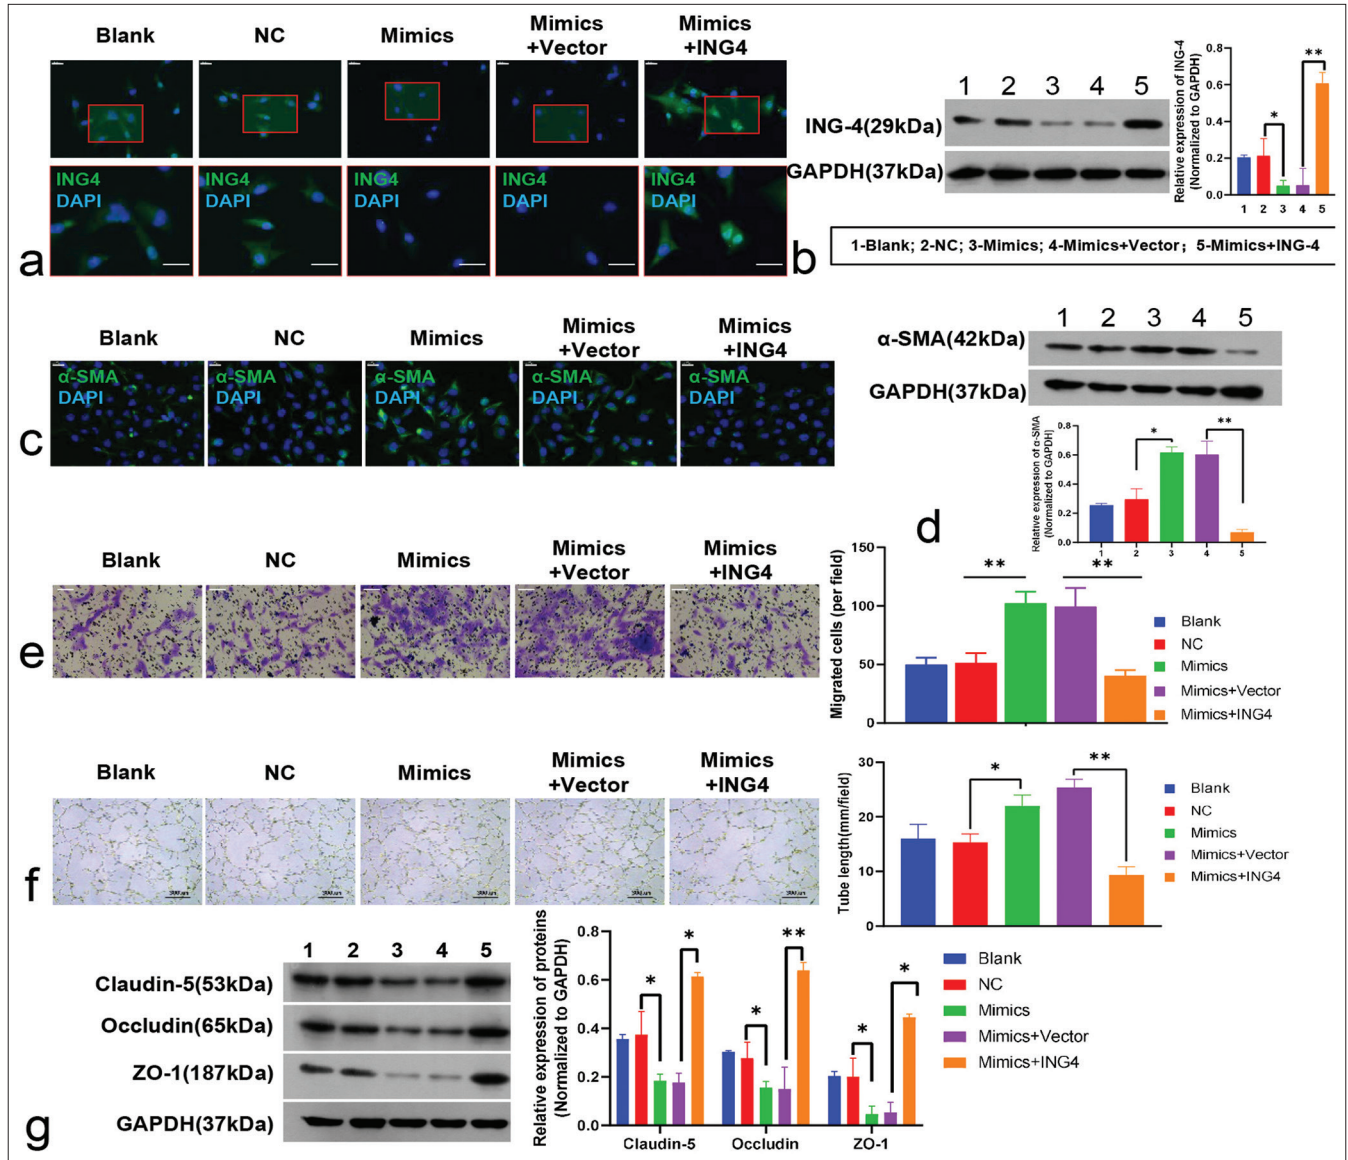 Blank NC Mimics Mimics +Vector Mimics +ING4
ING4 DAPI ING4 DAPI ING4 DAPI ING4 DAPI ING4 DAPI
a
1 2 3 4 5
ING-4(29kDa)
GAPDH(37kDa)
Relative expression of ING-4
(Normalized to GAPDH)
0.8
0.6
0.4
0.2
0.0
* **
1 2 3 4 5
b
1-Blank; 2-NC; 3-Mimics; 4-Mimics+Vector; 5-Mimics+ING-4
Blank NC Mimics Mimics +Vector Mimics +ING4
α-SMA DAPI α-SMA DAPI α-SMA DAPI α-SMA DAPI α-SMA DAPI
c
1 2 3 4 5
α-SMA(42kDa)
GAPDH(37kDa)
Relative expression of α-SMA
(Normalized to GAPDH)
0.8
0.6
0.4
0.2
0.0
* **
1 2 3 4 5
d
Blank NC Mimics Mimics +Vector Mimics +ING4
e
Migrated cells (per field)
150
100
50
0
** **
Blank
NC
Mimics
Mimics+Vector
Mimics+ING4
Blank NC Mimics Mimics +Vector Mimics +ING4
300um 300um 300um 300um 300um
f
Tube length(mm/field)
30
20
10
0
* **
Blank
NC
Mimics
Mimics+Vector
Mimics+ING4
1 2 3 4 5
Claudin-5(53kDa)
Occludin(65kDa)
ZO-1(187kDa)
GAPDH(37kDa)
g
Relative expression of proteins
(Normalized to GAPDH)
0.8
0.6
0.4
0.2
0.0
* * * ** * *
Claudin-5 Occludin ZO-1
Blank
NC
Mimics
Mimics+Vector
Mimics+ING4